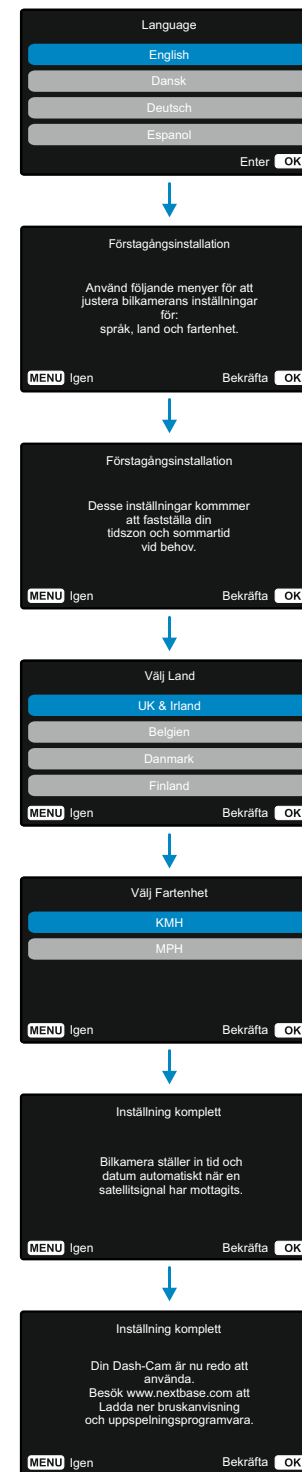 Language
English
Dansk
Deutsch
Espanol
Enter OK
Förstagångsinstallation
Använd följande menyer för att
justera bilkamerans inställningar
för:
språk, land och fartenhet.
MENU Igen Bekräfta OK
Förstagångsinstallation
Desse inställningar kommmer
att fastställa din
tidszon och sommartid
vid behov.
MENU Igen Bekräfta OK
Välj Land
UK & Irland
Belgien
Danmark
Finland
MENU Igen Bekräfta OK
Välj Fartenhet
KMH
MPH
MENU Igen Bekräfta OK
Inställning komplett
Bilkamera ställer in tid och
datum automatiskt när en
satellitsignal har mottagits.
MENU Igen Bekräfta OK
Inställning komplett
Din Dash-Cam är nu redo att
använda.
Besök www.nextbase.com att
Ladda ner bruskanvisning
och uppspelningsprogramvara.
MENU Igen Bekräfta OK